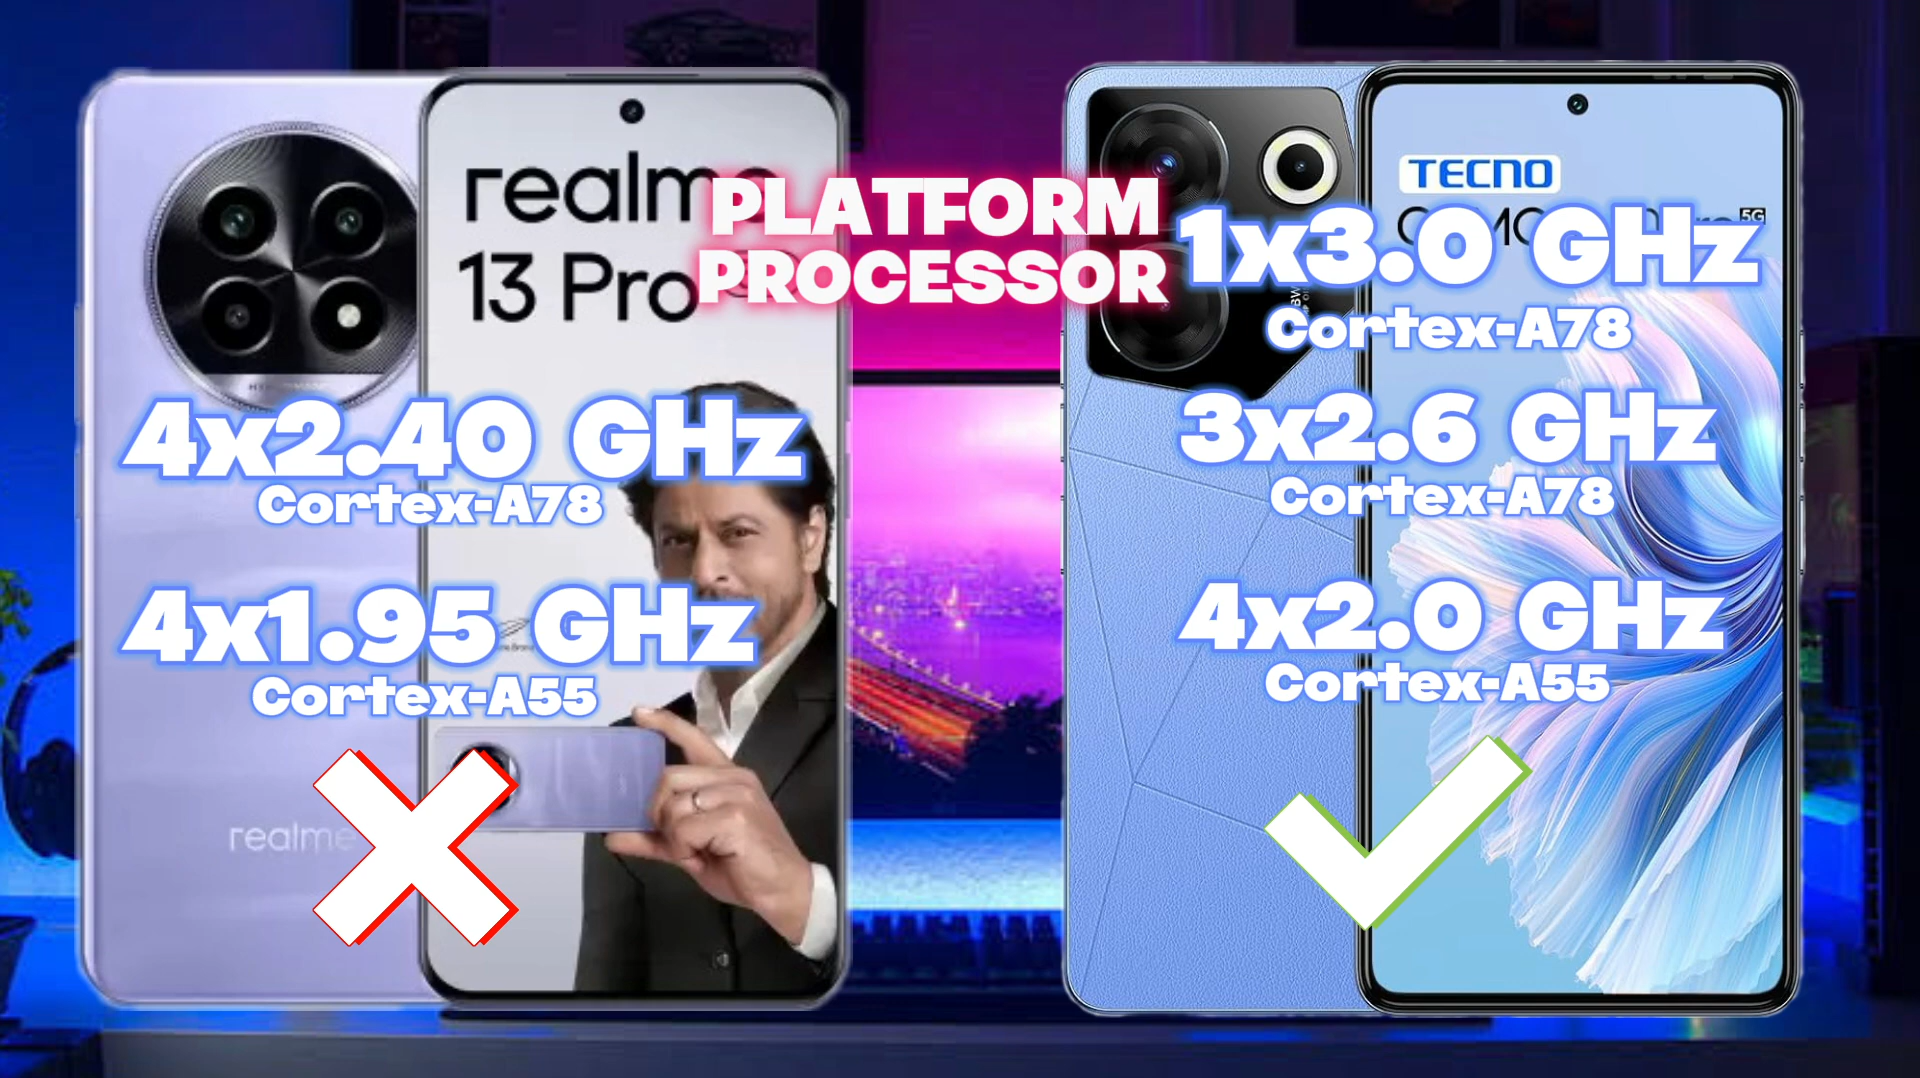 realme
13 Pro
PLATFORM
PROCESSOR
4x2.40 GHz
Cortex-A78
4x1.95 GHz
Cortex-A55
realme
TECNO
5G
1x3.0 GHz
Cortex-A78
3x2.6 GHz
Cortex-A78
4x2.0 GHz
Cortex-A55